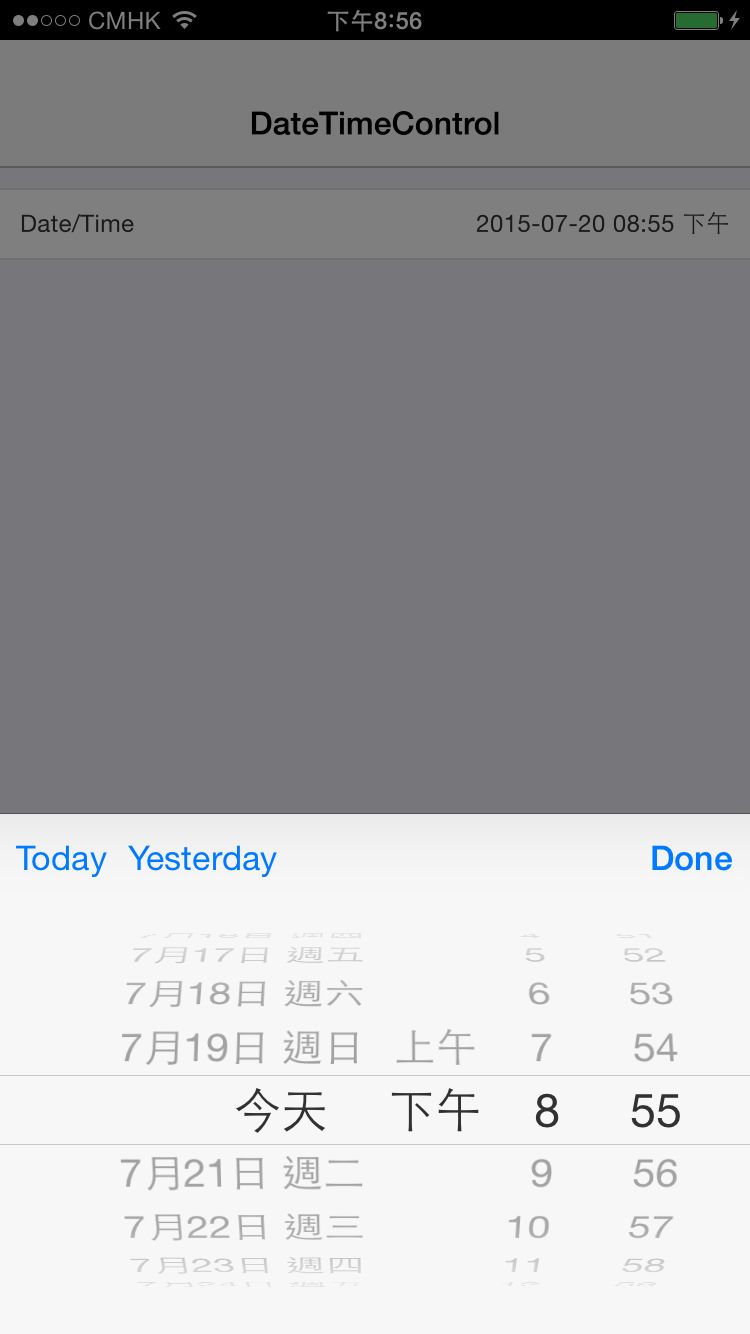 CMHK 下午8:56
DateTimeControl
Date/Time 2015-07-20 08:55 下午
Today Yesterday Done
7月17日 週五 5 52
7月18日 週六 6 53
7月19日 週日 上午 7 54
今天 下午 8 55
7月21日 週二 9 56
7月22日 週三 10 57
7月23日 週四 11 58